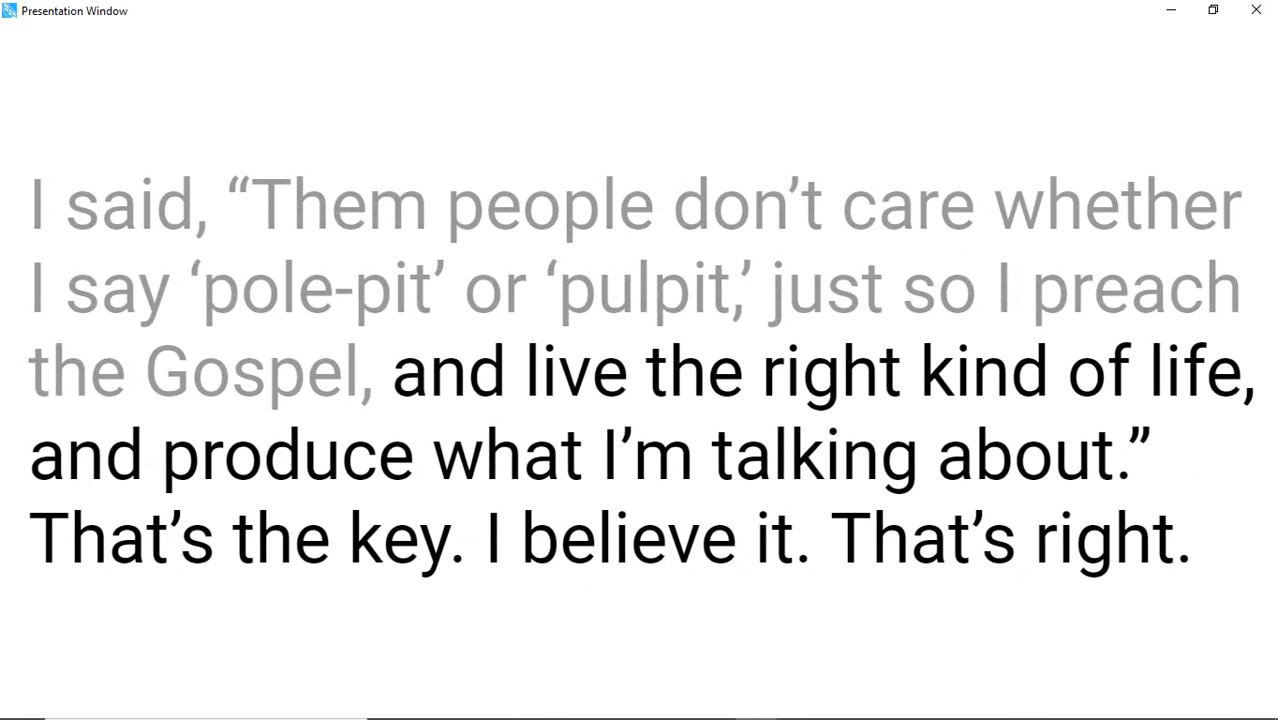 Presentation Window
I said, “Them people don’t care whether
I say ‘pole-pit’ or ‘pulpit,’ just so I preach
the Gospel, and live the right kind of life,
and produce what I’m talking about.”
That’s the key. I believe it. That’s right.